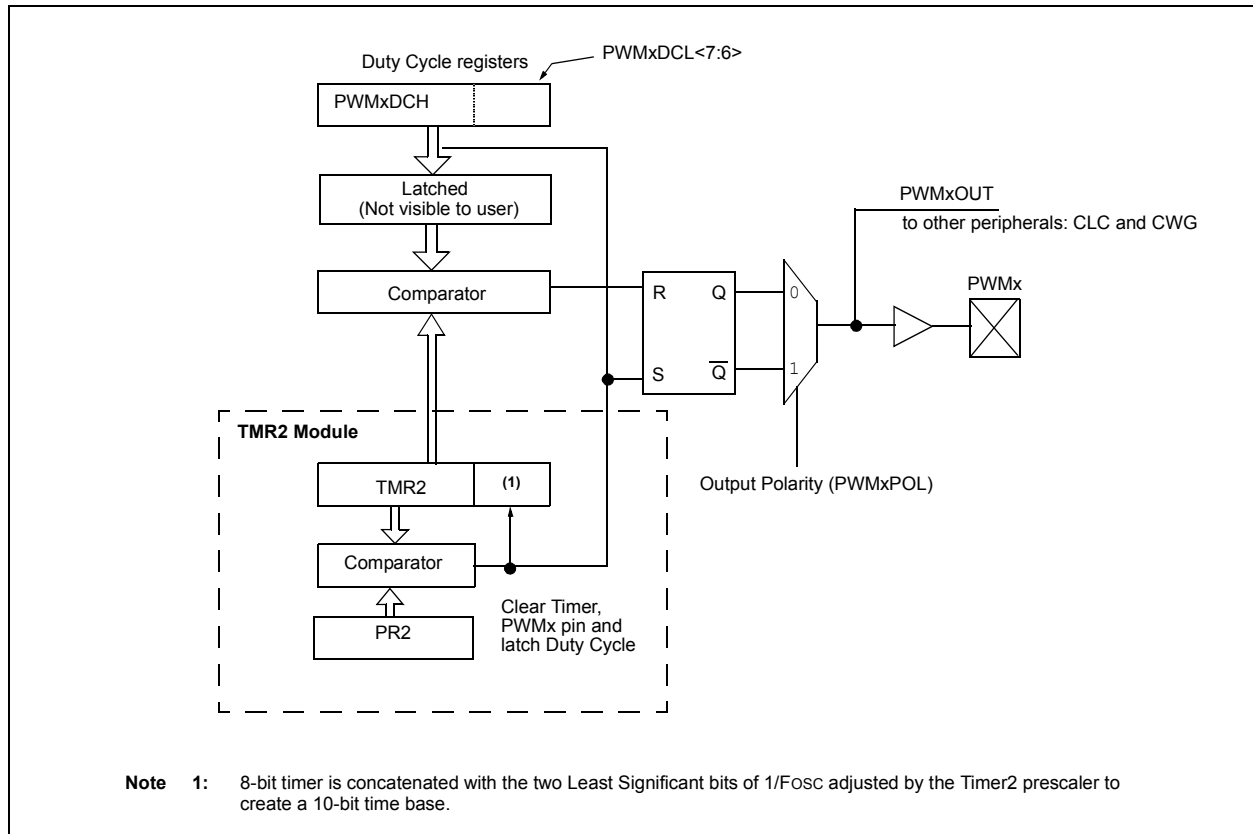 Duty Cycle registers
PWMxDCL<7:6>
PWMxDCH
Latched
(Not visible to user)
Comparator
R
Q
S
Q̅
0
1
PWMxOUT
to other peripherals: CLC and CWG
PWMx
Output Polarity (PWMxPOL)
TMR2 Module
TMR2
(1)
Comparator
PR2
Clear Timer,
PWMx pin and
latch Duty Cycle
Note 1: 8-bit timer is concatenated with the two Least Significant bits of 1/FOSC adjusted by the Timer2 prescaler to
create a 10-bit time base.